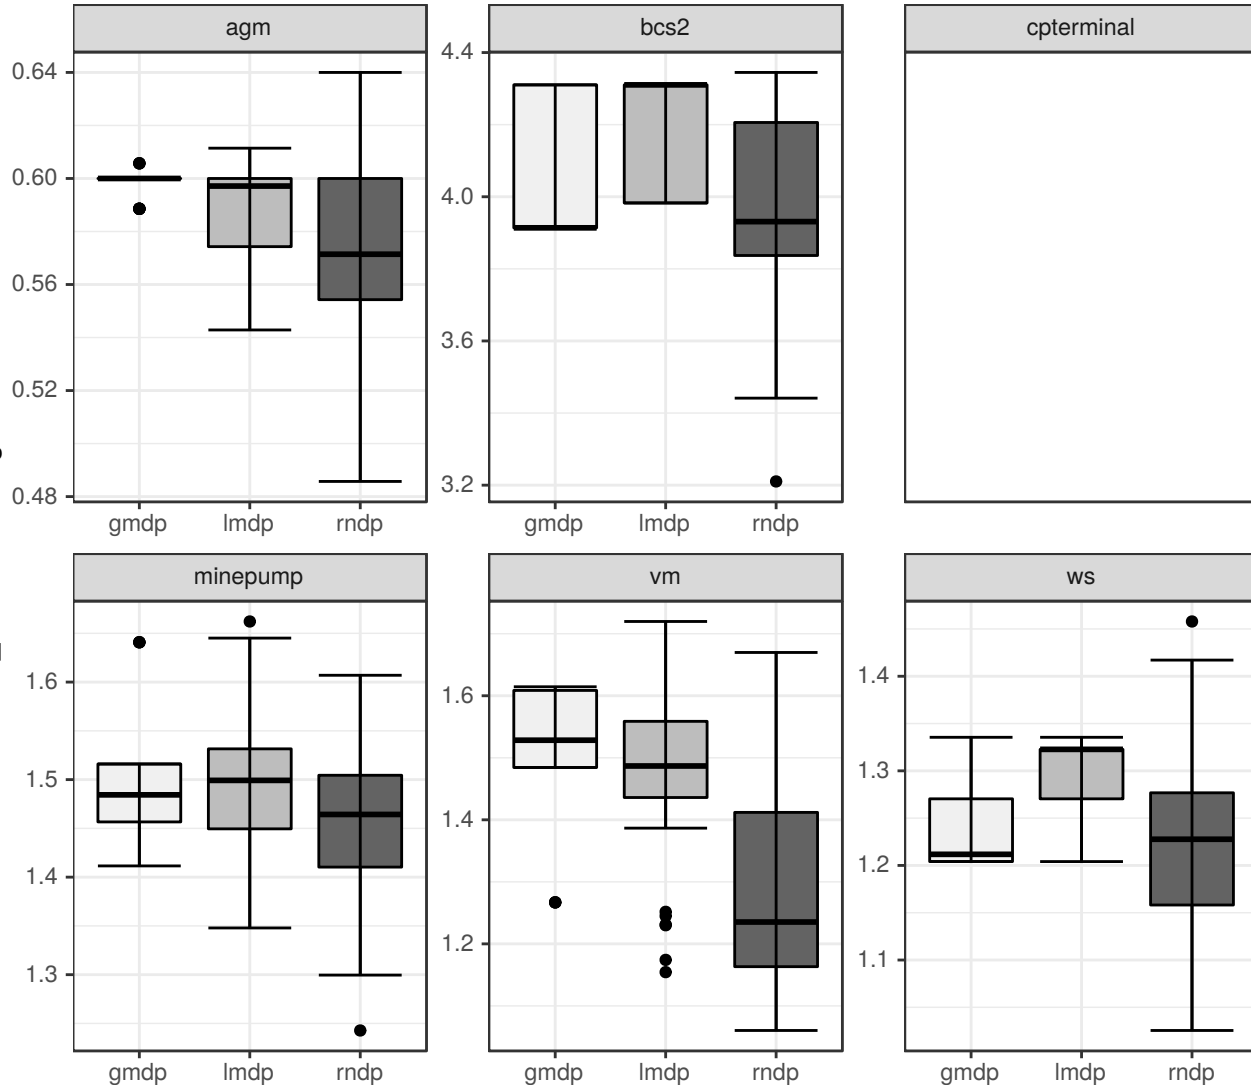 agm bcs2 cpterminal
0.64 0.60 0.56 0.52 0.48
4.4 4.0 3.6 3.2
gmdp lmdp rndp gmdp lmdp rndp
minepump vm ws
1.6 1.5 1.4 1.3
1.6 1.4 1.2
1.4 1.3 1.2 1.1
gmdp lmdp rndp gmdp lmdp rndp gmdp lmdp rndp